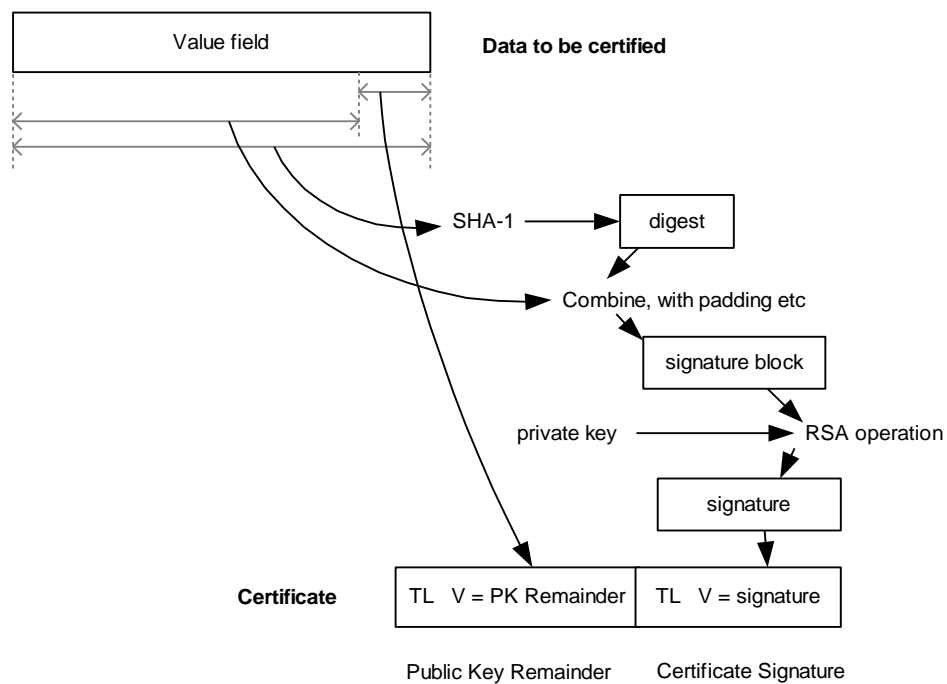 Value field
Data to be certified
SHA-1
digest
Combine, with padding etc
signature block
private key
RSA operation
signature
Certificate
TL V = PK Remainder
TL V = signature
Public Key Remainder
Certificate Signature